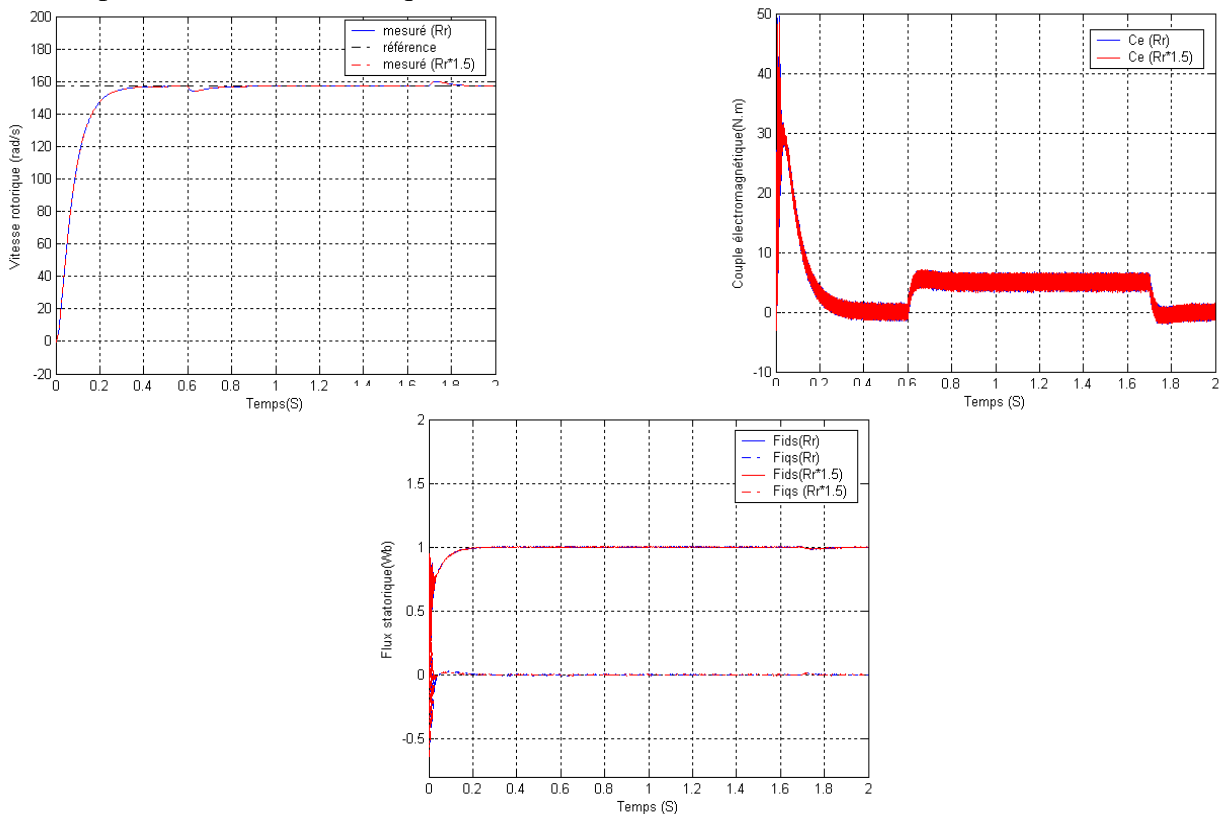 200
180
160
140
120
100
80
60
40
20
0
-20
Vitesse rotorique (rad/s)
mesuré (Rr)
référence
mesuré (Rr*1.5)
0 0.2 0.4 0.6 0.8 1 1.2 1.4 1.6 1.8 2
Temps(S)
50
40
30
20
10
0
-10
Couple électromagnétique(N.m)
Ce (Rr)
Ce (Rr*1.5)
0 0.2 0.4 0.6 0.8 1 1.2 1.4 1.6 1.8 2
Temps (S)
2
1.5
1
0.5
0
-0.5
Flux statorique(Wb)
Fids(Rr)
Fiqs(Rr)
Fids(Rr*1.5)
Fiqs (Rr*1.5)
0 0.2 0.4 0.6 0.8 1 1.2 1.4 1.6 1.8 2
Temps (S)